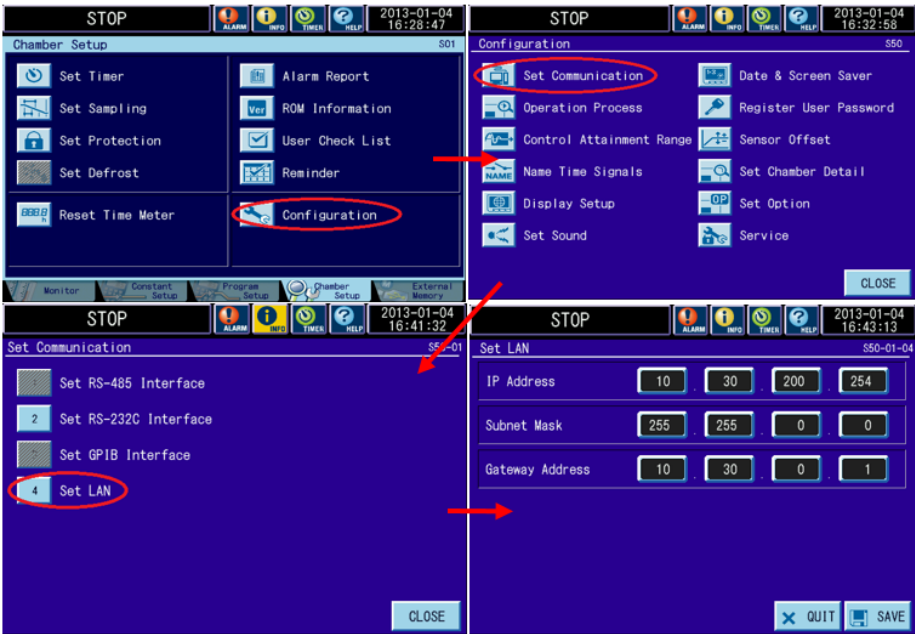 STOP
ALARM INFO TIMER HELP
2013-01-04
16:28:47
Chamber Setup S01
Set Timer
Set Sampling
Set Protection
Set Defrost
Reset Time Meter
888.8 h
Alarm Report
Ver ROM Information
User Check List
Reminder
Configuration
Monitor
Constant Setup
Program Setup
Chamber Setup
External Memory
STOP
ALARM INFO TIMER HELP
2013-01-04
16:32:58
Configuration S50
Set Communication
Operation Process
Control Attainment Range
NAME Name Time Signals
Display Setup
Set Sound
Date & Screen Saver
Register User Password
Sensor Offset
Set Chamber Detail
OP Set Option
Service
CLOSE
STOP
ALARM INFO TIMER HELP
2013-01-04
16:41:32
Set Communication S50-01
Set RS-485 Interface
2 Set RS-232C Interface
Set GPIB Interface
4 Set LAN
CLOSE
STOP
ALARM INFO TIMER HELP
2013-01-04
16:43:13
Set LAN S50-01-04
IP Address 10 . 30 . 200 . 254
Subnet Mask 255 . 255 . 0 . 0
Gateway Address 10 . 30 . 0 . 1
QUIT SAVE